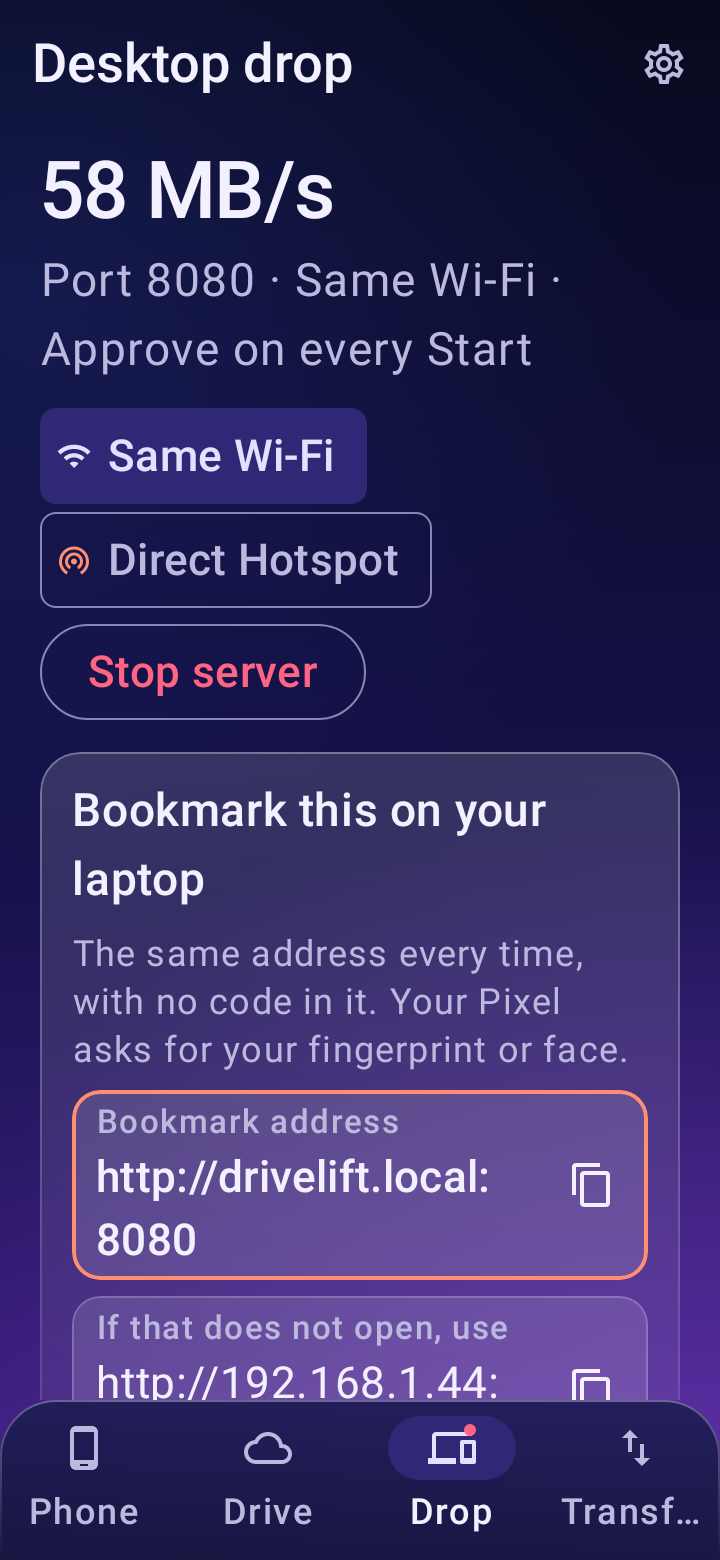 Desktop drop
58 MB/s
Port 8080 · Same Wi-Fi ·
Approve on every Start
Same Wi-Fi
Direct Hotspot
Stop server
Bookmark this on your
laptop
The same address every time,
with no code in it. Your Pixel
asks for your fingerprint or face.
Bookmark address
http://drivelift.local:
8080
If that does not open, use
http://192.168.1.44:
Phone
Drive
Drop
Transf…